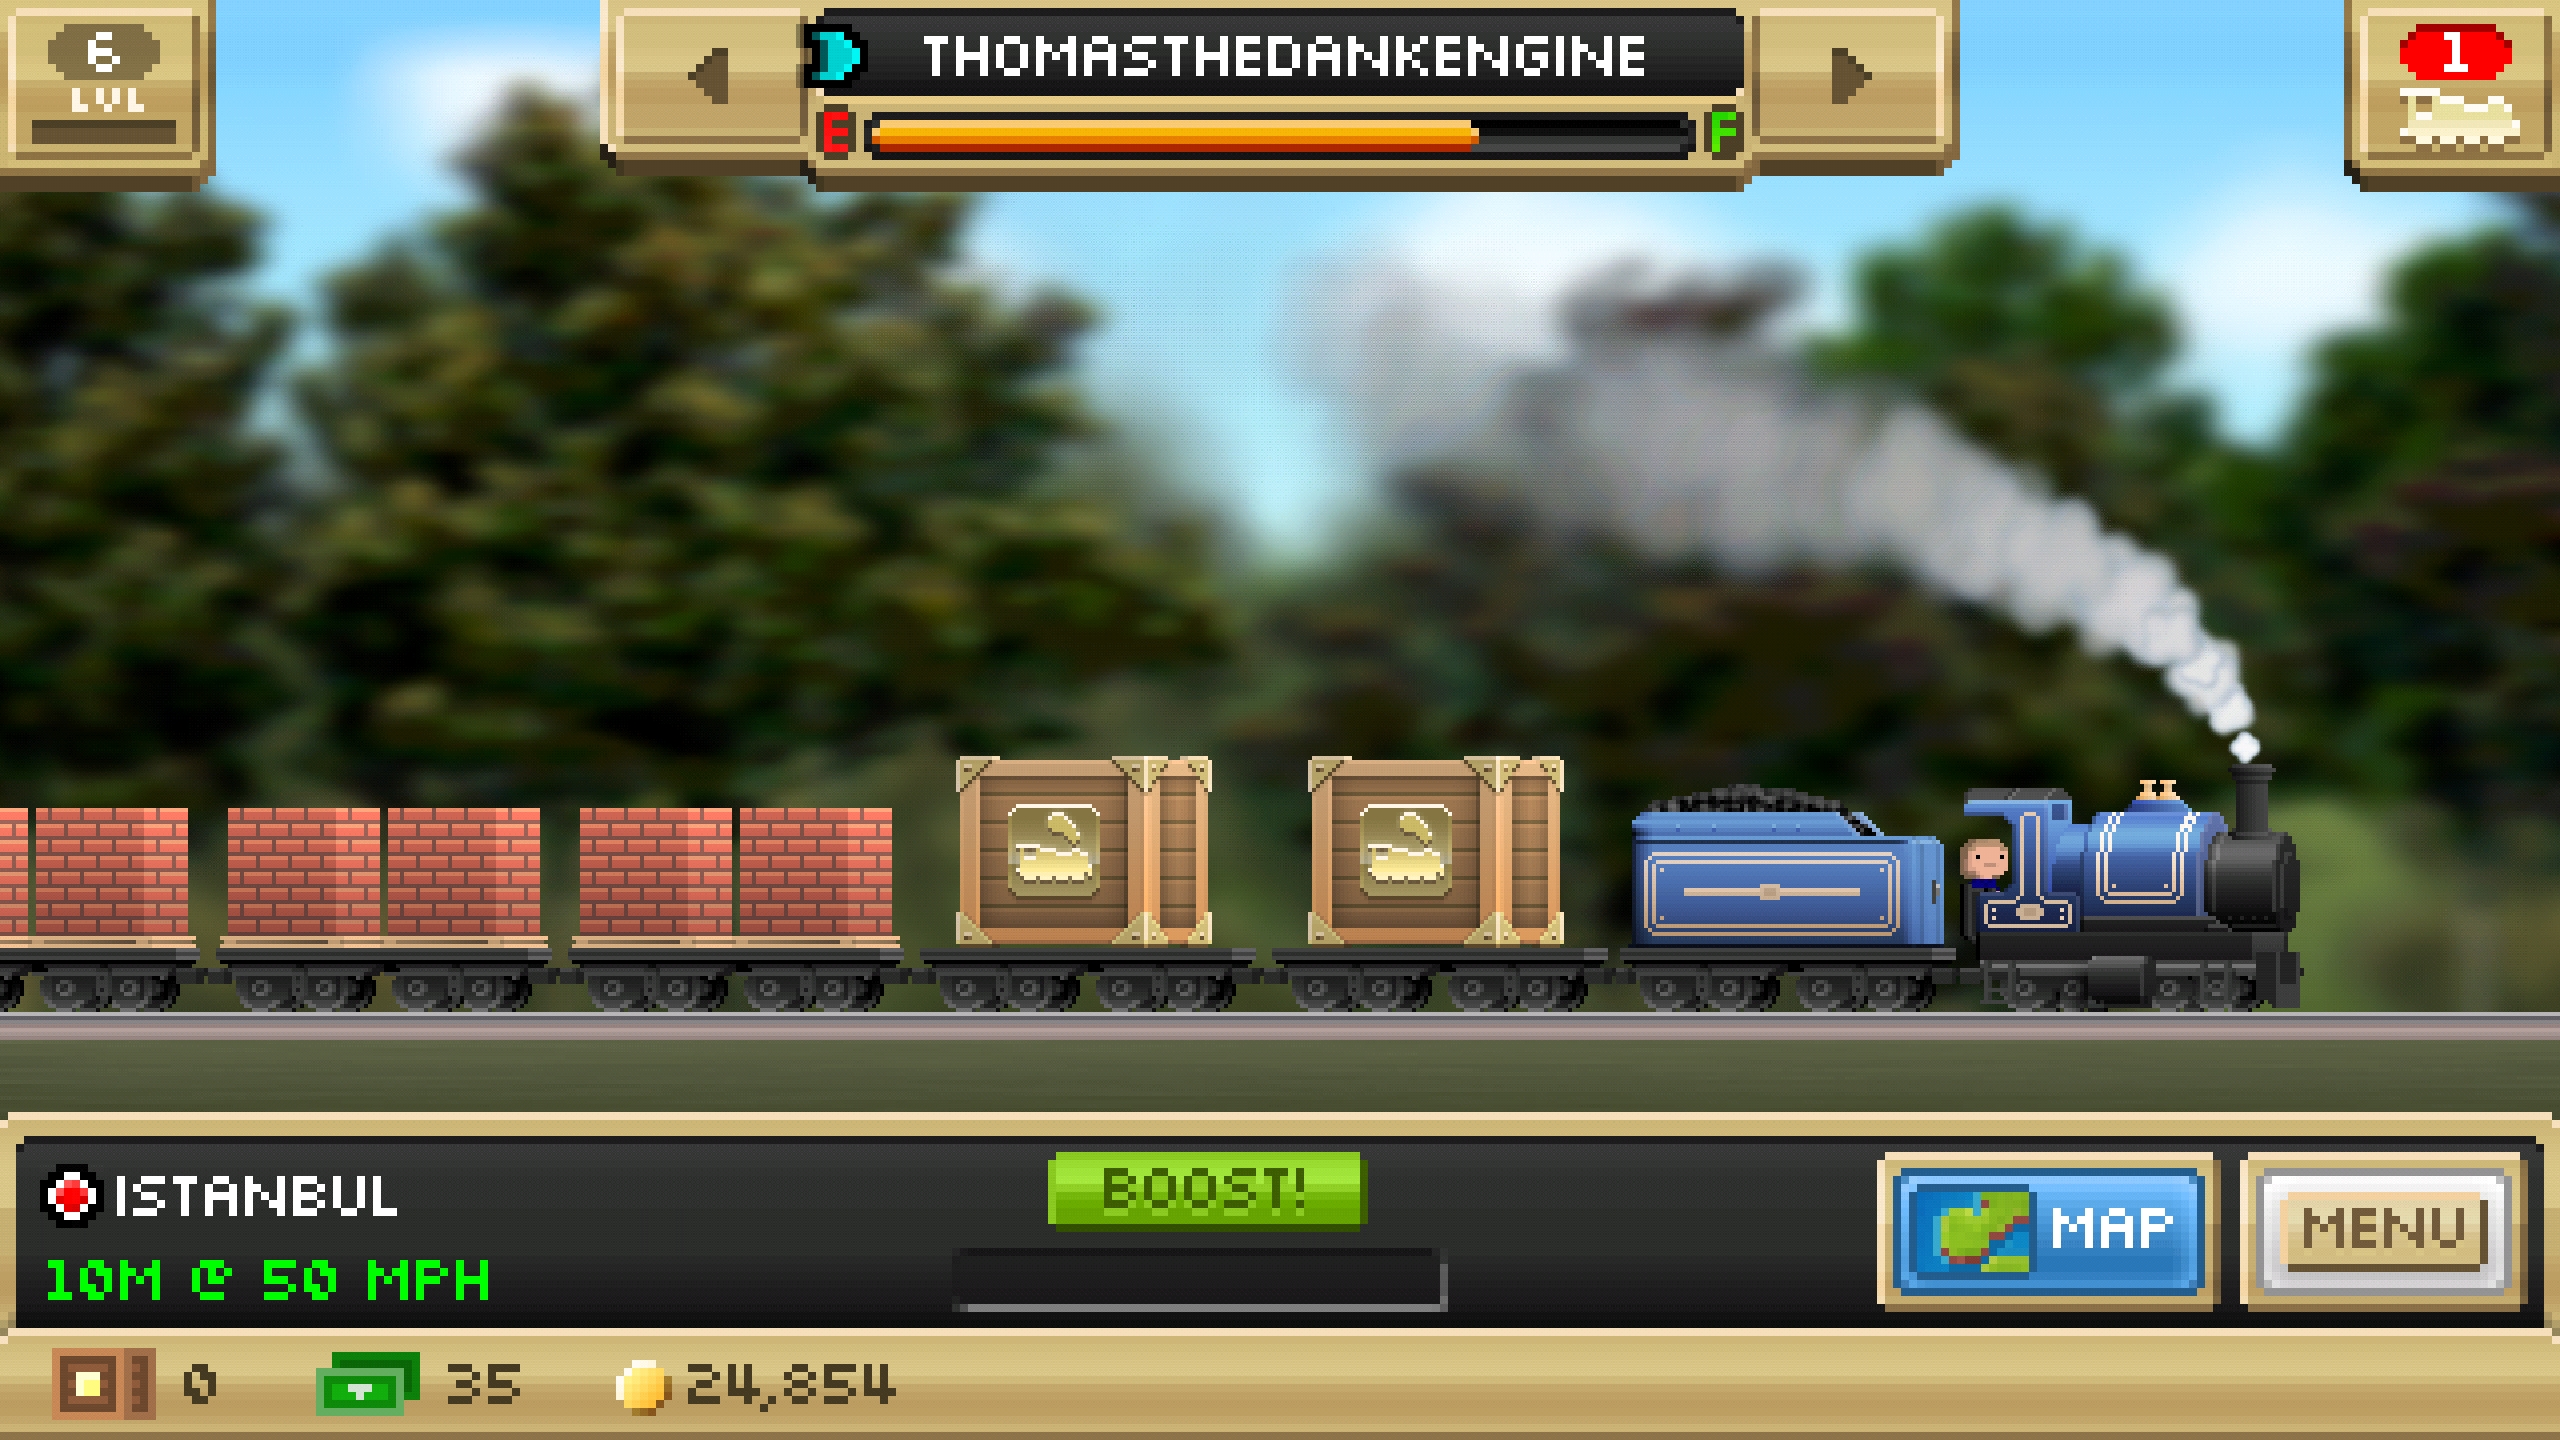 6
LVL
THOMASTHEDANKENGINE
E F
1
ISTANBUL
10M @ 50 MPH
BOOST!
MAP
MENU
0
35
24,854